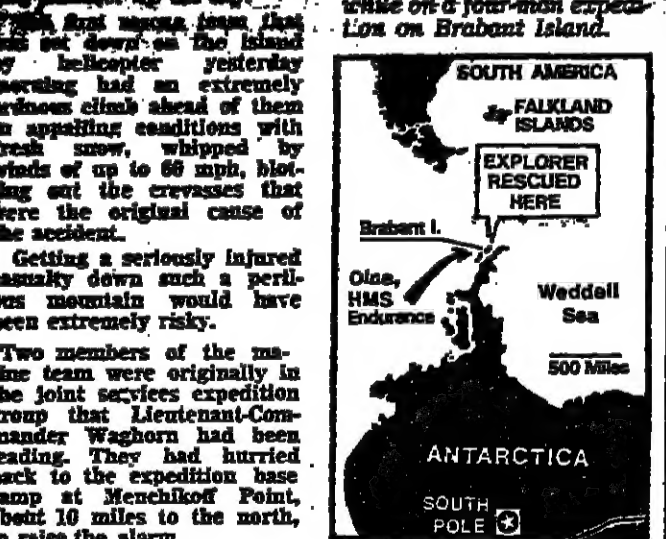 first rescue team that
was set down on the island
by helicopter yesterday
morning had an extremely
arduous climb ahead of them
in appalling conditions with
fresh snow, whipped by
winds of up to 60 mph, blot-
ting out the crevasses that
were the original cause of
the accident.
Getting a seriously injured
casualty down such a peril-
ous mountain would have
been extremely risky.
Two members of the ma-
rine team were originally in
the joint services expedition
group that Lieutenant-Com-
mander Waghorn had been
leading. They had hurried
back to the expedition base
camp at Menchikoff Point,
about 10 miles to the north,
to raise the alarm
while on a four-man expedi-
tion on Brabant Island.
SOUTH AMERICA
FALKLAND
ISLANDS
EXPLORER
RESCUED
HERE
Brabant I.
HMS
Endurance
Weddell
Sea
500 Miles
ANTARCTICA
SOUTH
POLE